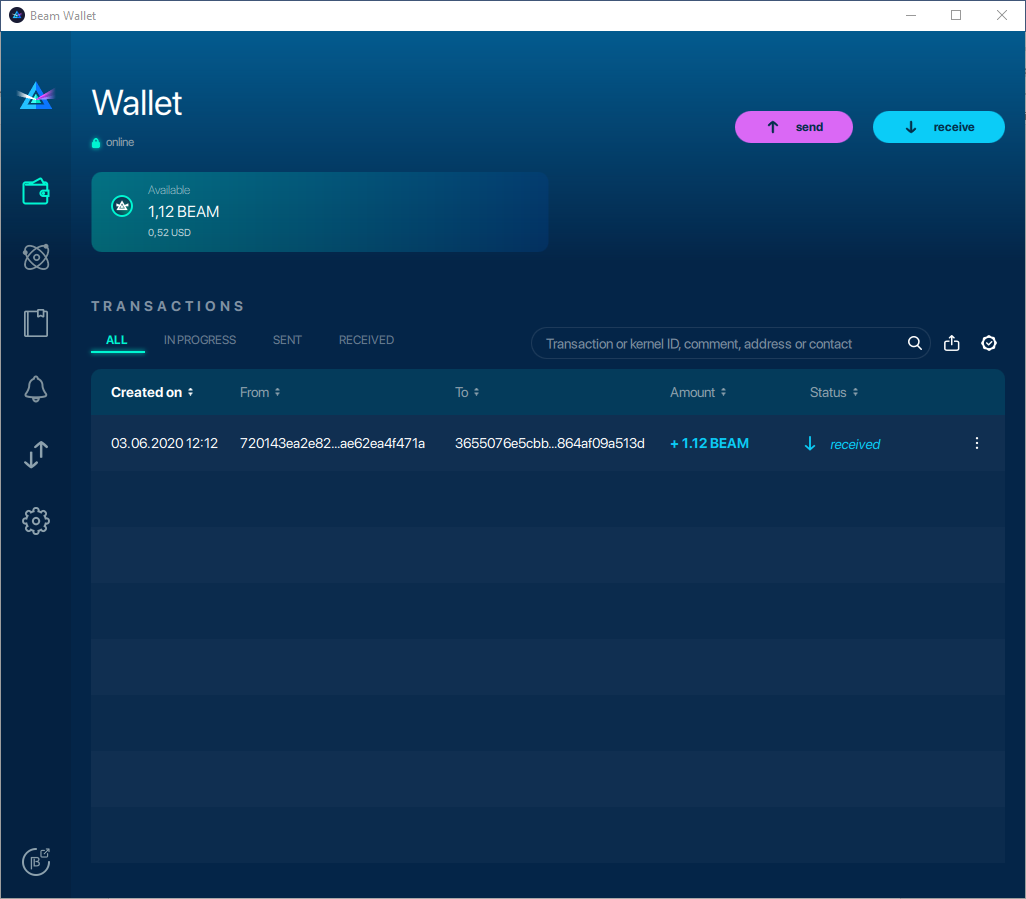 Beam Wallet
Wallet
online
send
receive
Available
1,12 BEAM
0,52 USD
TRANSACTIONS
ALL IN PROGRESS SENT RECEIVED
Transaction or kernel ID, comment, address or contact
Created on From To Amount Status
03.06.2020 12:12 720143ea2e82...ae62ea4f471a 3655076e5cbb...864af09a513d + 1.12 BEAM received